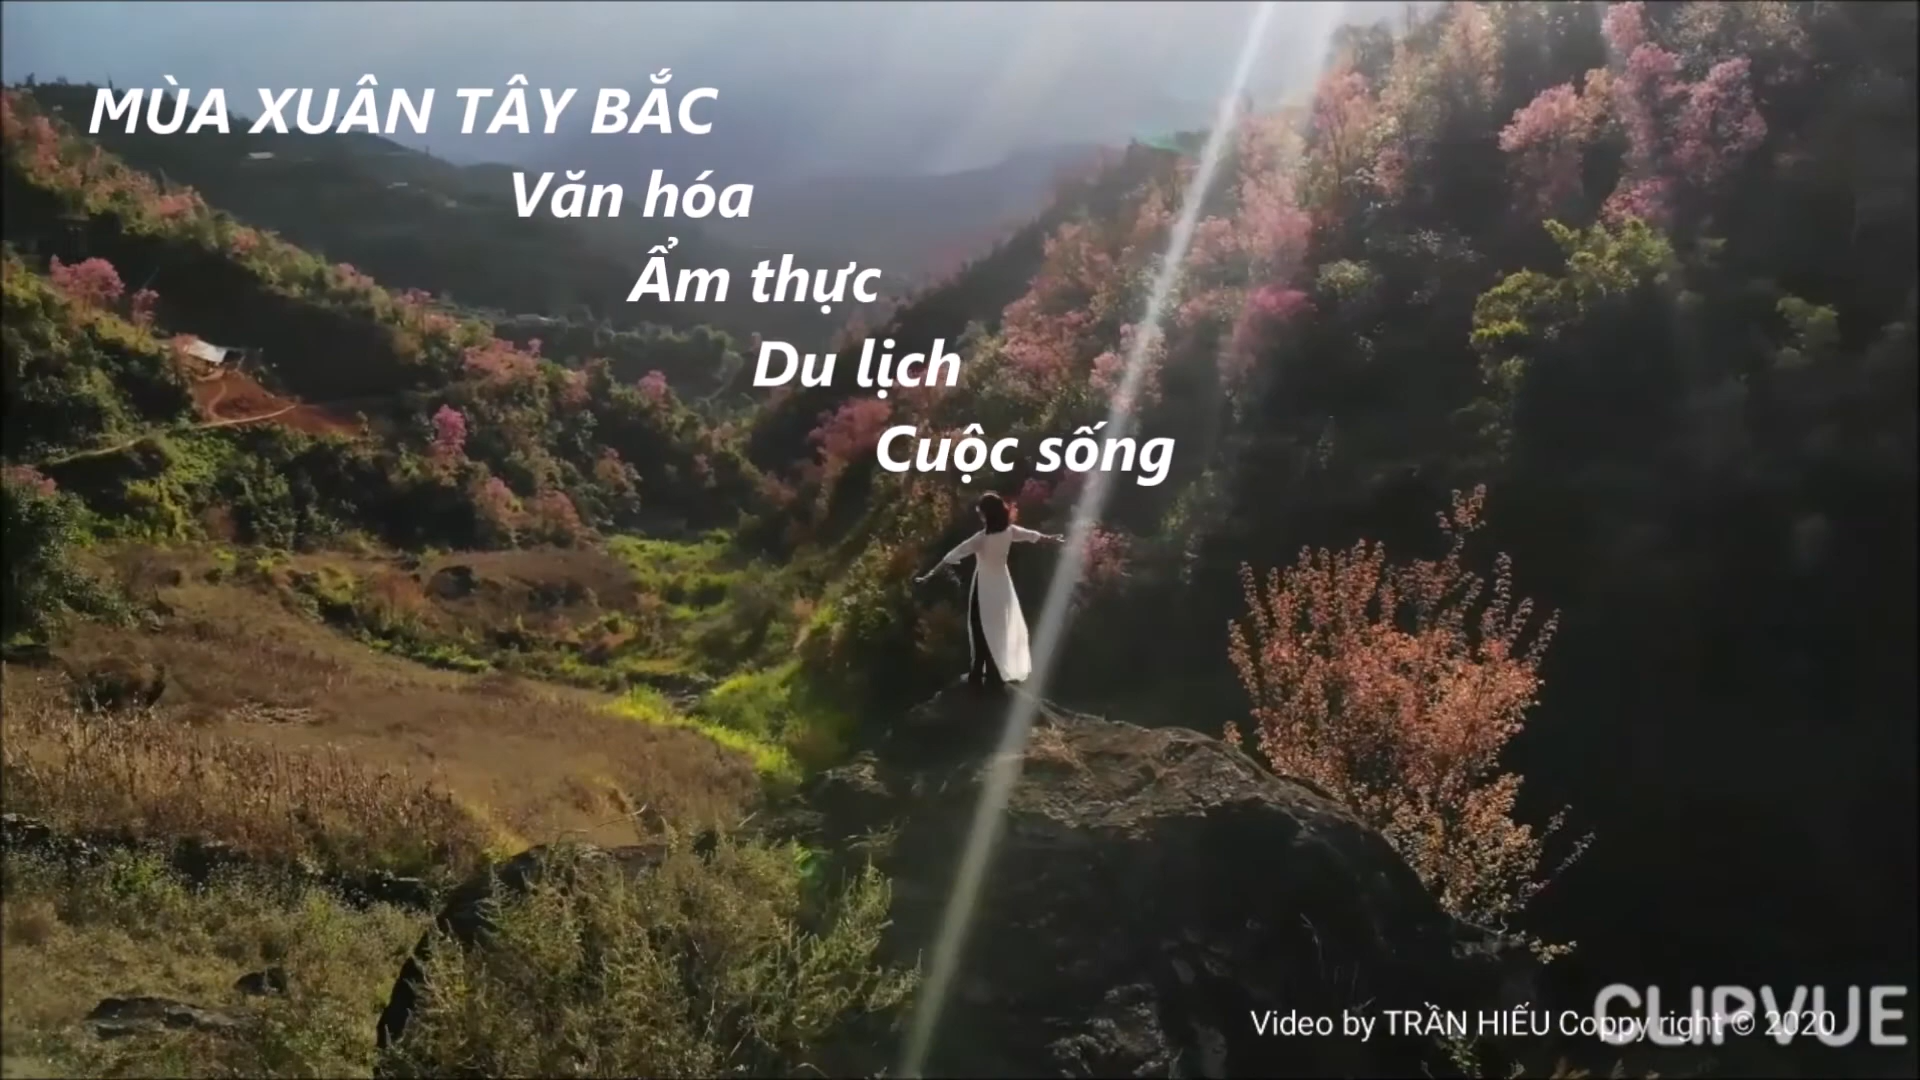 MÙA XUÂN TÂY BẮC
Văn hóa
Ẩm thực
Du lịch
Cuộc sống
Video by TRẦN HIẾU Coppy right © 2020
CLIPVUE